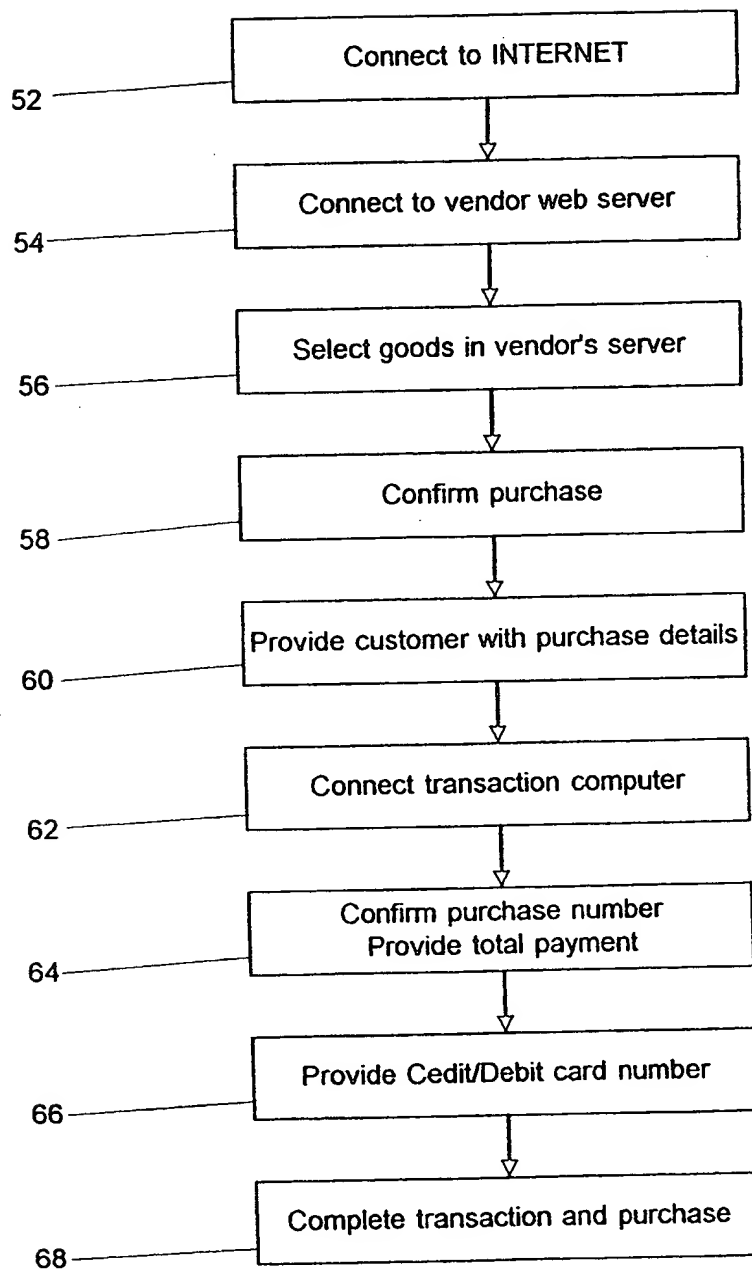 Connect to INTERNET
52
Connect to vendor web server
54
Select goods in vendor's server
56
Confirm purchase
58
Provide customer with purchase details
60
Connect transaction computer
62
Confirm purchase number
Provide total payment
64
Provide Cedit/Debit card number
66
Complete transaction and purchase
68